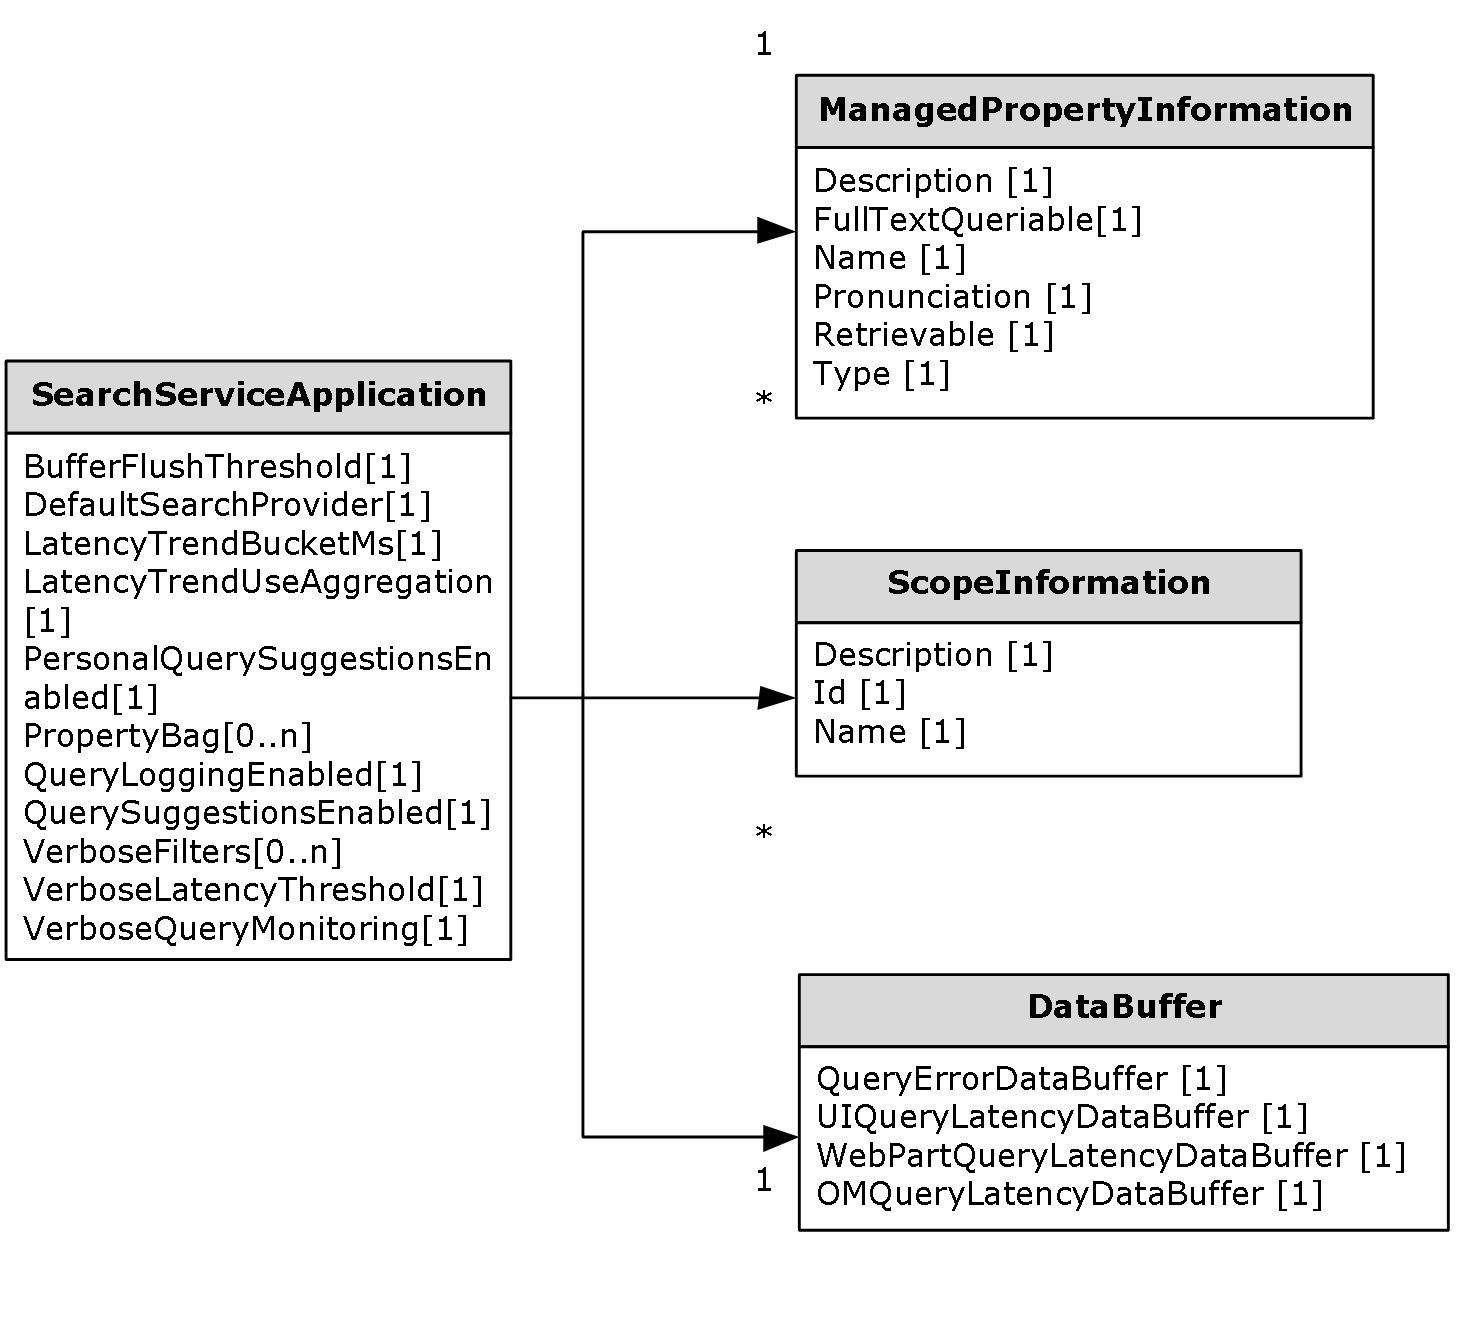 1
ManagedPropertyInformation
Description [1]
FullTextQueriable[1]
Name [1]
Pronunciation [1]
Retrievable [1]
Type [1]
*
SearchServiceApplication
BufferFlushThreshold[1]
DefaultSearchProvider[1]
LatencyTrendBucketMs[1]
LatencyTrendUseAggregation
[1]
PersonalQuerySuggestionsEn
abled[1]
PropertyBag[0..n]
QueryLoggingEnabled[1]
QuerySuggestionsEnabled[1]
VerboseFilters[0..n]
VerboseLatencyThreshold[1]
VerboseQueryMonitoring[1]
ScopeInformation
Description [1]
Id [1]
Name [1]
*
DataBuffer
QueryErrorDataBuffer [1]
UIQueryLatencyDataBuffer [1]
WebPartQueryLatencyDataBuffer [1]
OMQueryLatencyDataBuffer [1]
1